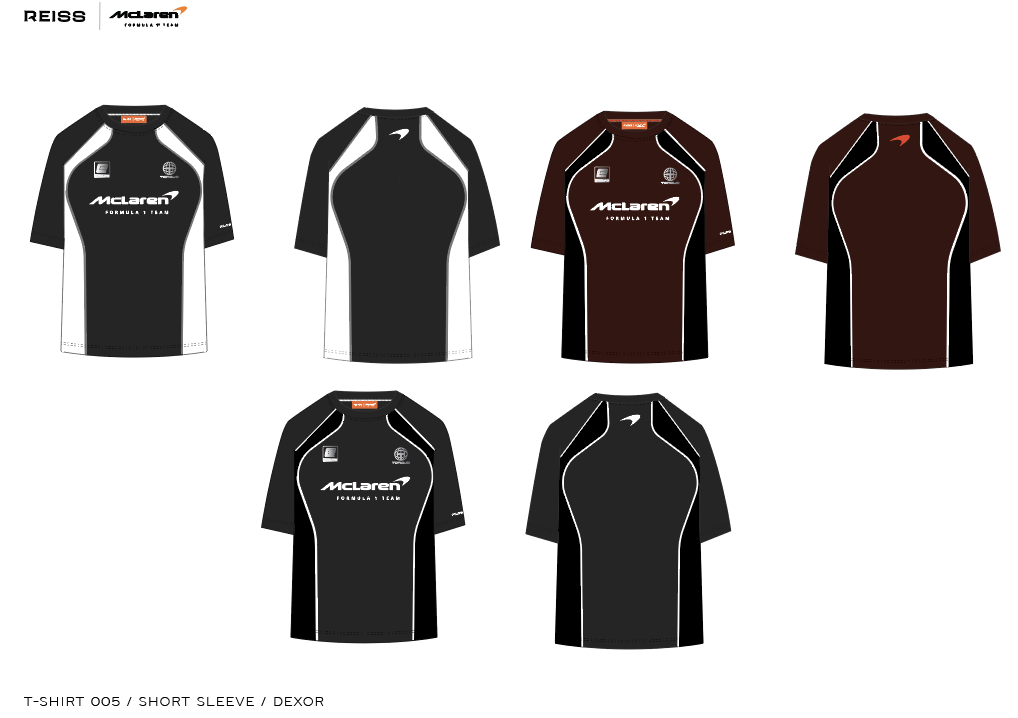 REISS
McLaren
FORMULA 1 TEAM
McLaren
FORMULA 1 TEAM
McLaren
FORMULA 1 TEAM
McLaren
FORMULA 1 TEAM
T-SHIRT 005 / SHORT SLEEVE / DEXOR